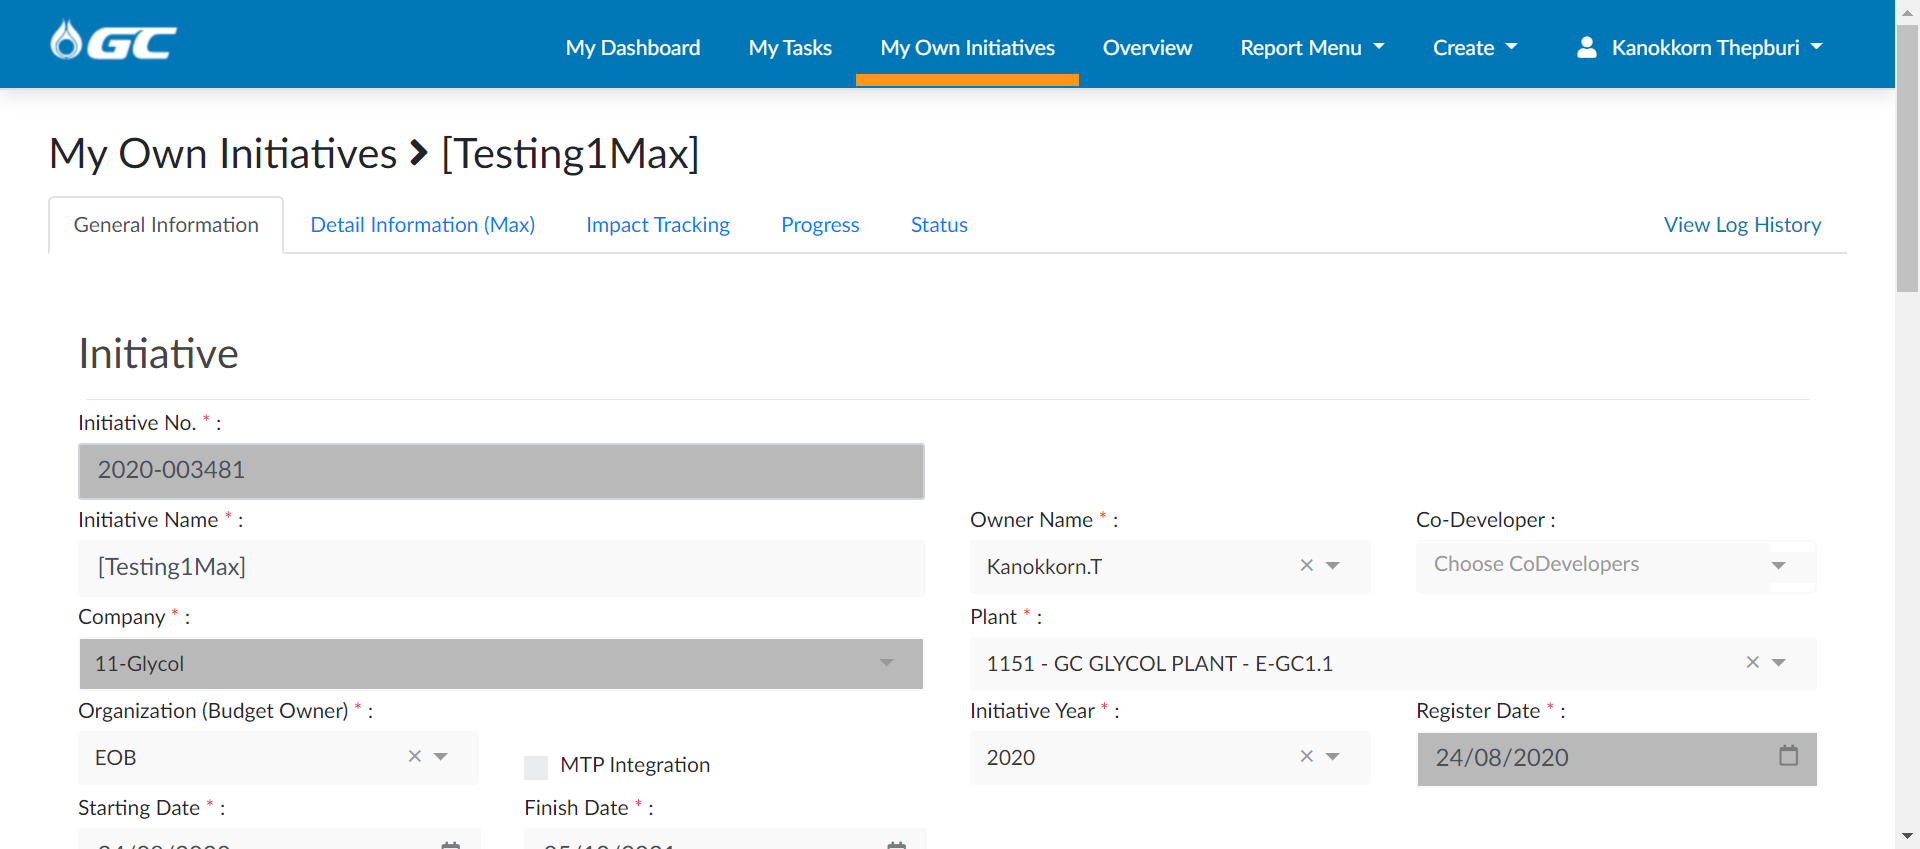 GC
My Dashboard My Tasks My Own Initiatives Overview Report Menu Create Kanokkorn Thepburi
My Own Initiatives > [Testing1Max]
General Information Detail Information (Max) Impact Tracking Progress Status View Log History
Initiative
Initiative No. * :
2020-003481
Initiative Name * : Owner Name * : Co-Developer :
[Testing1Max] Kanokkorn.T × Choose CoDevelopers
Company * : Plant * :
11-Glycol 1151 - GC GLYCOL PLANT - E-GC1.1 ×
Organization (Budget Owner) * : Initiative Year * : Register Date * :
EOB × MTP Integration 2020 × 24/08/2020
Starting Date * : Finish Date * :